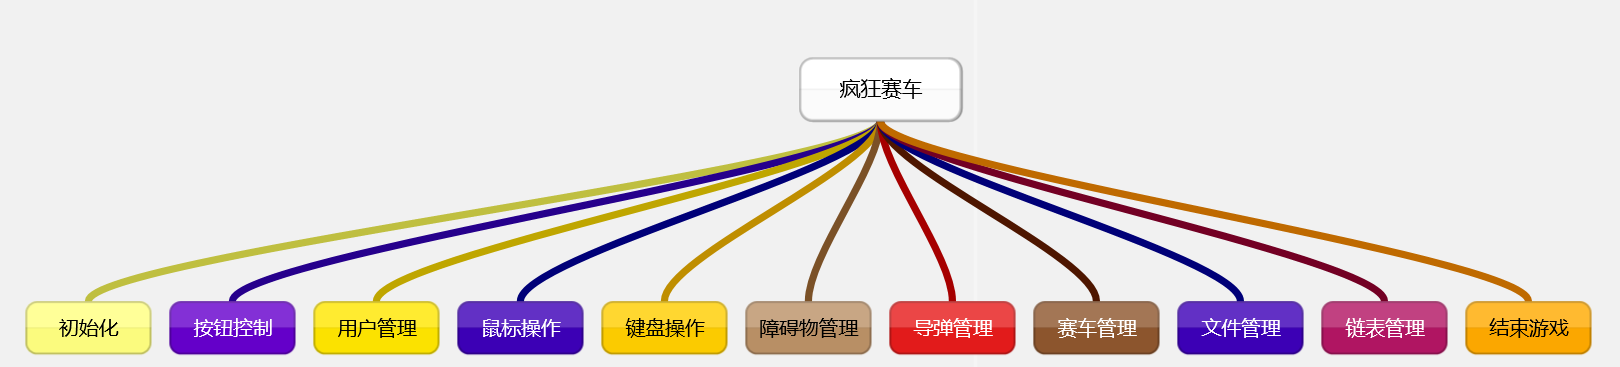 疯狂赛车
初始化
按钮控制
用户管理
鼠标操作
键盘操作
障碍物管理
导弹管理
赛车管理
文件管理
链表管理
结束游戏